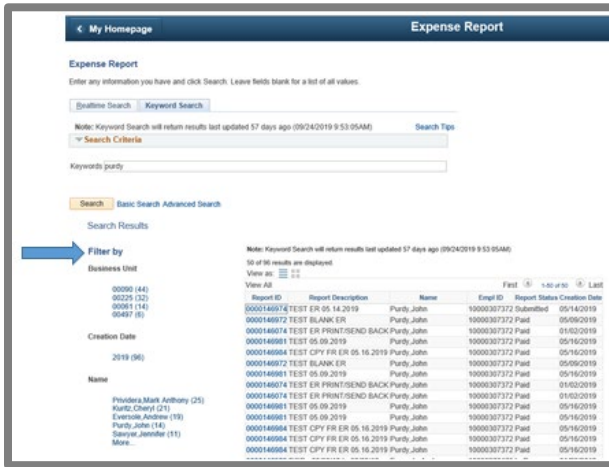 My Homepage
Expense Report
Expense Report
Enter any information you have and click Search. Leave fields blank for a list of all values.
Realtime Search Keyword Search
Note: Keyword Search will return results last updated 57 days ago (09/24/2019 9:53:05AM) Search Tips
Search Criteria
Keywords purdy
Search Basic Search Advanced Search
Search Results
Filter by
Business Unit
00090 (44)
00225 (32)
00061 (14)
00497 (6)
Creation Date
2019 (96)
Name
Prividera,Mark Anthony (25)
Kuritz,Cheryl (21)
Eversole,Andrew (19)
Purdy,John (14)
Sawyer,Jennifer (11)
More...
Note: Keyword Search will return results last updated 57 days ago (09/24/2019 9:53:05AM)
50 of 96 results are displayed.
View as:
View All First 1-50 of 50 Last
Report ID Report Description Name Empl ID Report Status Creation Date
0000146974 TEST ER 05.14.2019 Purdy,John 10000307372 Submitted 05/14/2019
0000146972 TEST BLANK ER Purdy,John 10000307372 Paid 05/09/2019
0000146074 TEST ER PRINT/SEND BACK Purdy,John 10000307372 Paid 01/02/2019
0000146981 TEST 05.09.2019 Purdy,John 10000307372 Paid 05/16/2019
0000146984 TEST CPY FR ER 05.16.2019 Purdy,John 10000307372 Paid 05/16/2019
0000146972 TEST BLANK ER Purdy,John 10000307372 Paid 05/09/2019
0000146981 TEST 05.09.2019 Purdy,John 10000307372 Paid 05/16/2019
0000146074 TEST ER PRINT/SEND BACK Purdy,John 10000307372 Paid 01/02/2019
0000146074 TEST ER PRINT/SEND BACK Purdy,John 10000307372 Paid 01/02/2019
0000146981 TEST 05.09.2019 Purdy,John 10000307372 Paid 05/16/2019
0000146981 TEST 05.09.2019 Purdy,John 10000307372 Paid 05/16/2019
0000146984 TEST CPY FR ER 05.16.2019 Purdy,John 10000307372 Paid 05/16/2019
0000146984 TEST CPY FR ER 05.16.2019 Purdy,John 10000307372 Paid 05/16/2019
0000146984 TEST CPY FR ER 05.16.2019 Purdy,John 10000307372 Paid 05/16/2019